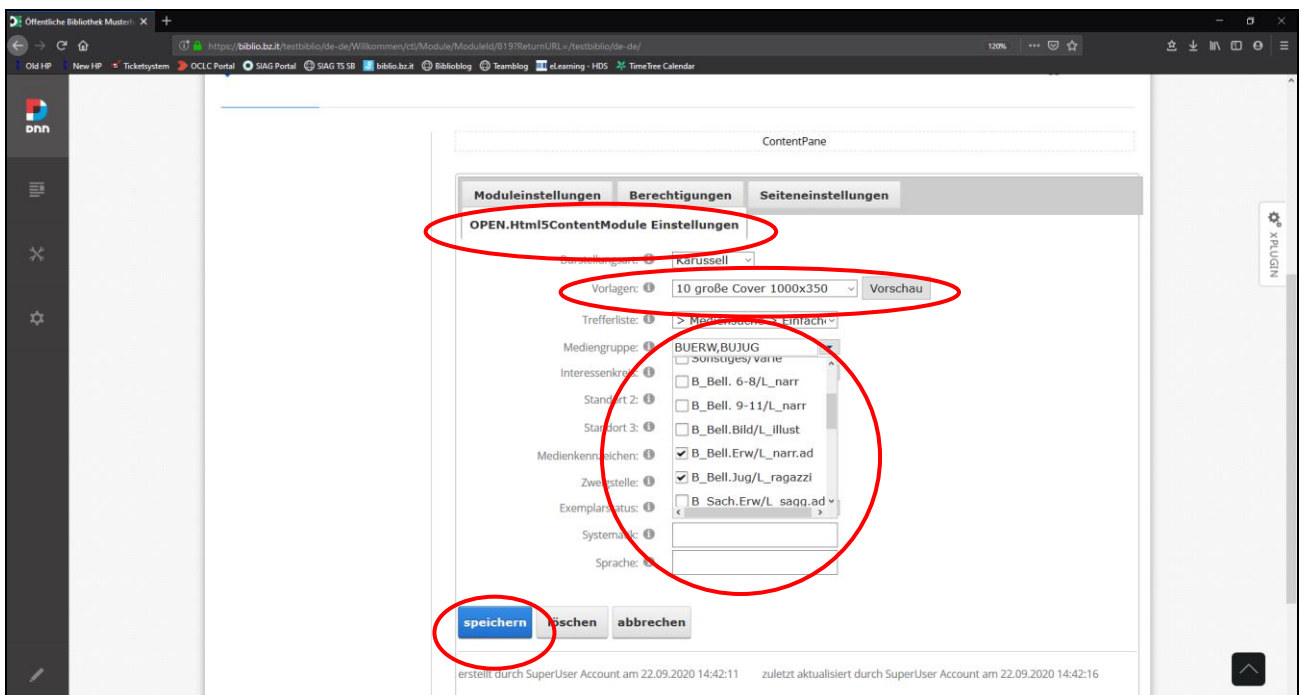 Öffentliche Bibliothek Musterh
https://biblio.bz.it/testbiblio/de-de/Willkommen/ctl/Module/ModuleId/819?ReturnURL=/testbiblio/de-de/
120%
Old HP New HP Ticketsystem OCLC Portal SIAG Portal SIAG TS SB biblio.bz.it Biblioblog Teamblog eLearning - HDS TimeTree Calendar
DNN
ContentPane
Moduleinstellungen Berechtigungen Seiteneinstellungen
OPEN.Html5ContentModule Einstellungen
Darstellungsart: Karussell
Vorlagen: 10 große Cover 1000x350 Vorschau
Trefferliste: > Mediensuche > Einfach
Mediengruppe: BUERW,BUJUG
Sonstiges/Varie
Interessenkreis:
B_Bell. 6-8/L_narr
Standort 2:
B_Bell. 9-11/L_narr
Standort 3:
B_Bell.Bild/L_illust
Medienkennzeichen:
B_Bell.Erw/L_narr.ad
Zweigstelle:
B_Bell.Jug/L_ragazzi
Exemplarstatus:
B_Sach.Erw/L_sagg.ad
Systematik:
Sprache:
speichern löschen abbrechen
erstellt durch SuperUser Account am 22.09.2020 14:42:11 zuletzt aktualisiert durch SuperUser Account am 22.09.2020 14:42:16
XPLUGIN